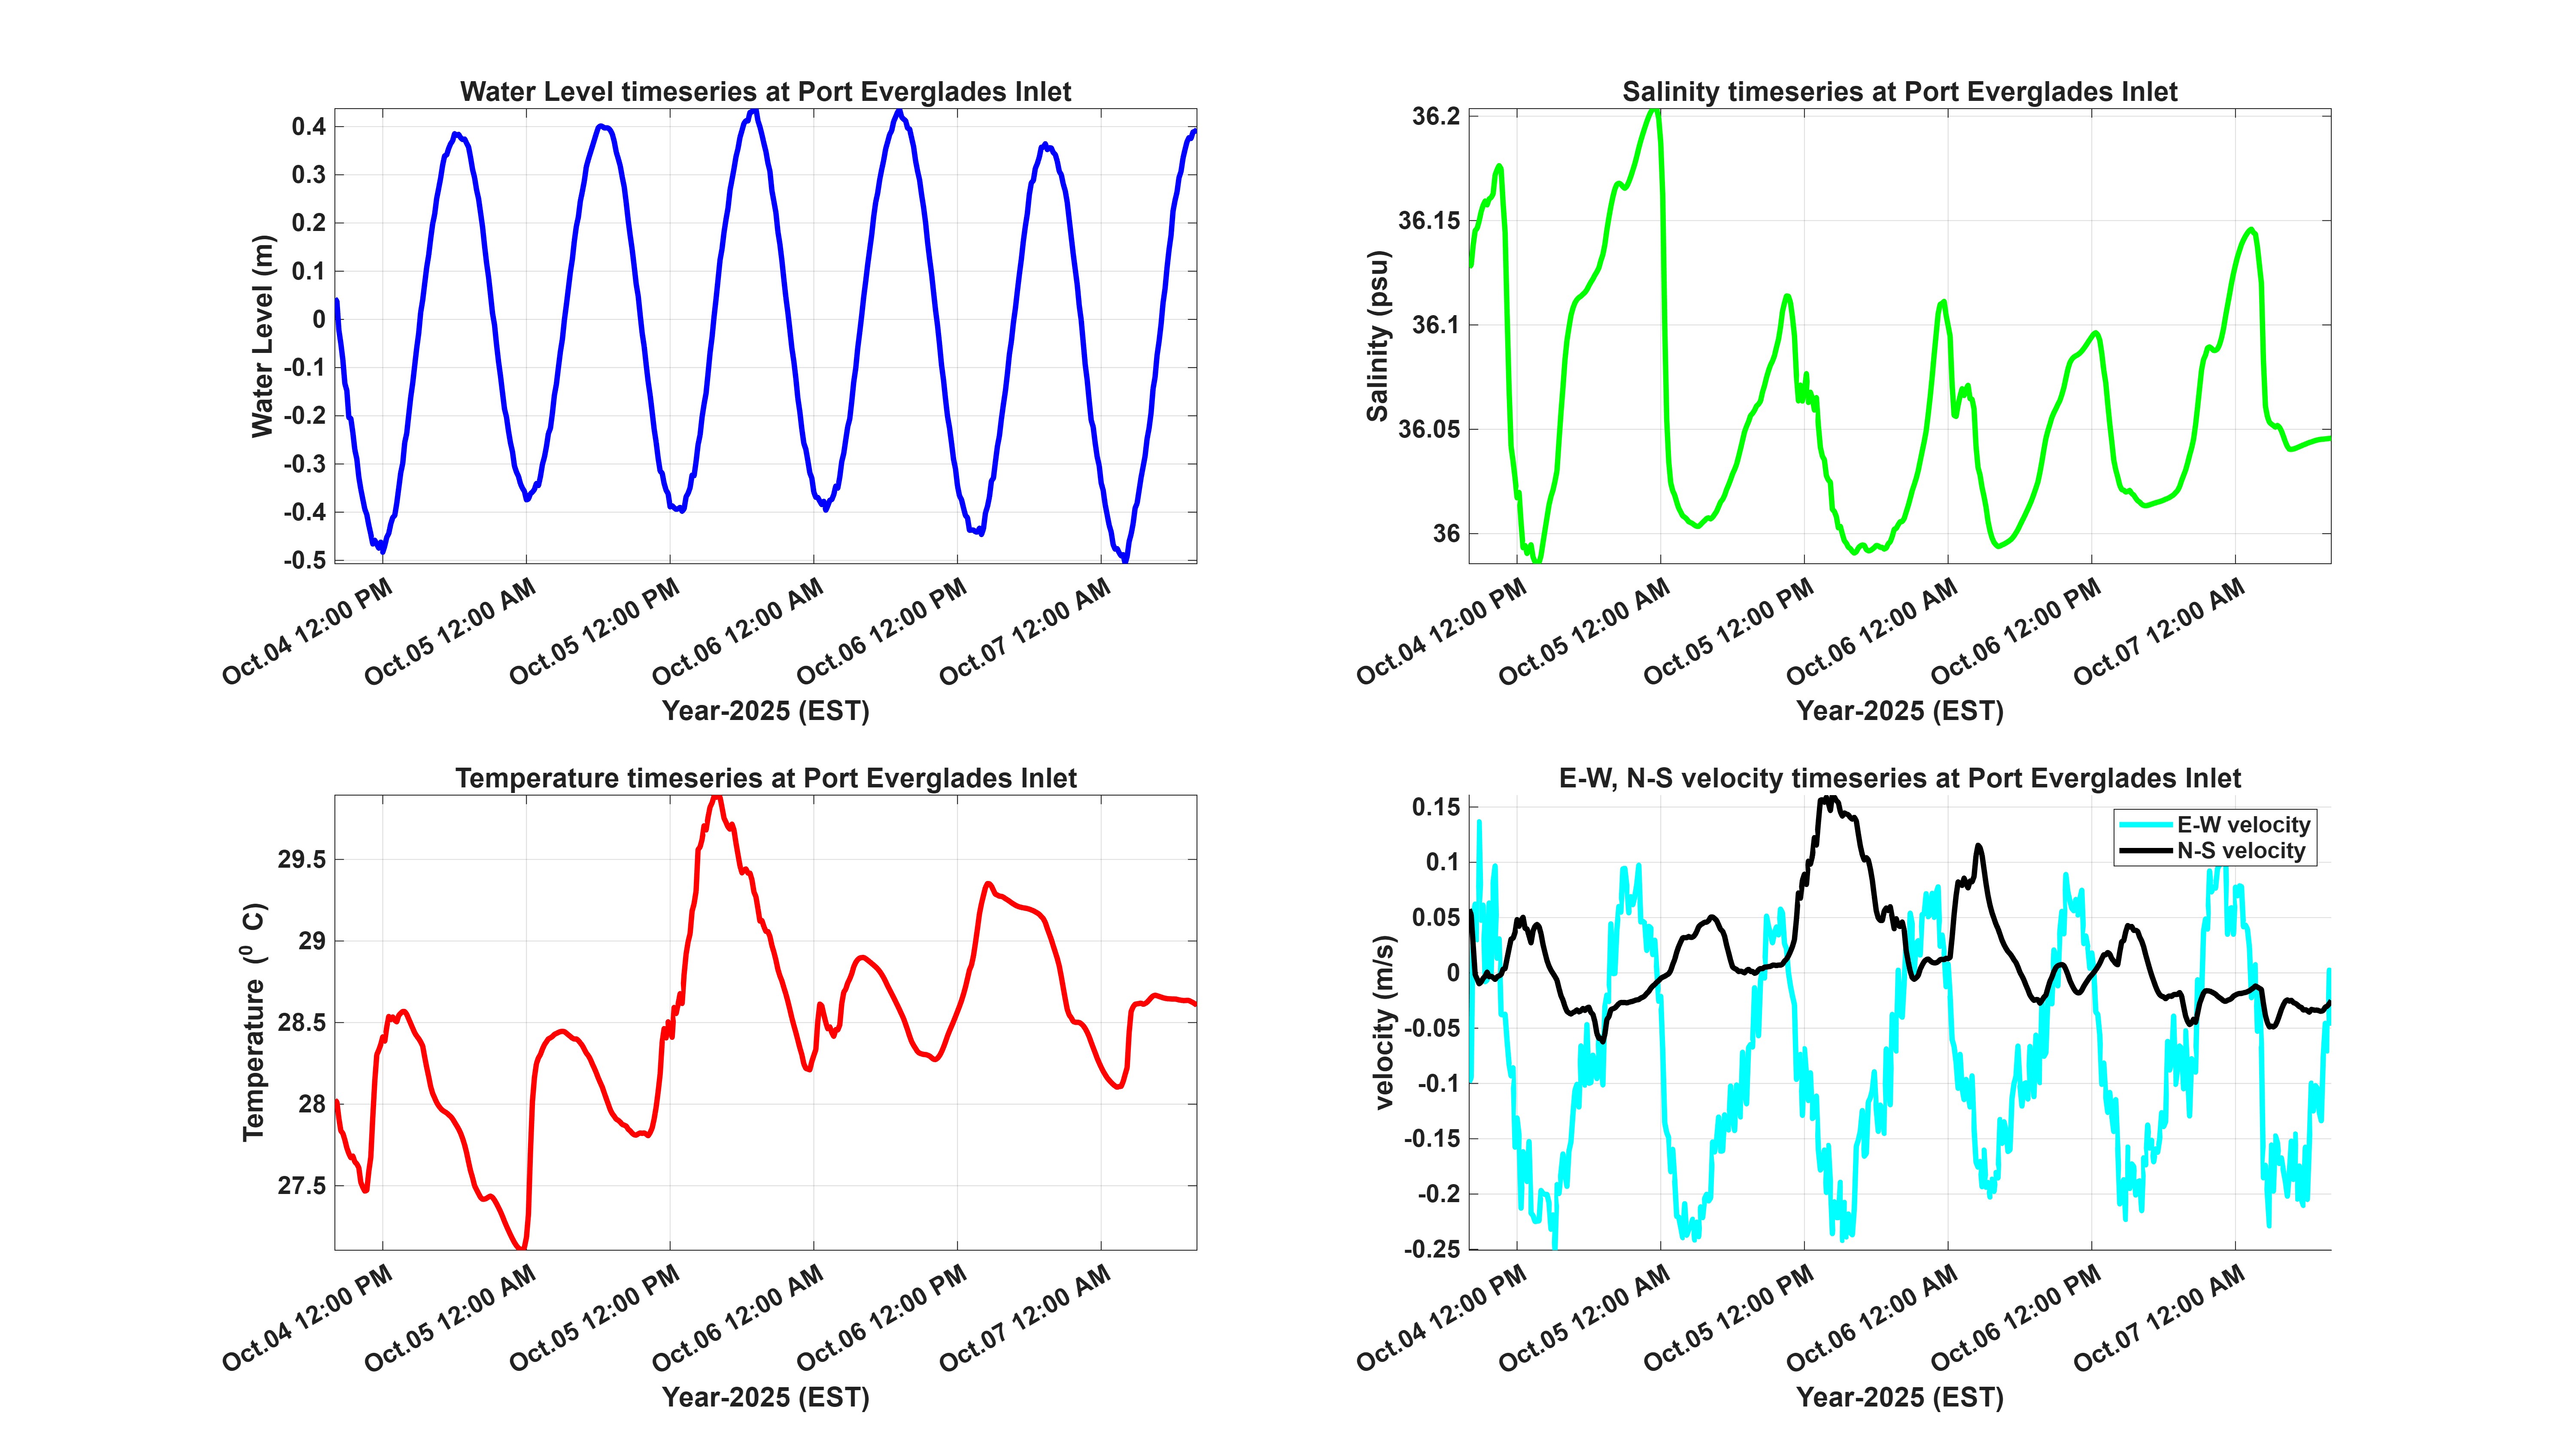 Water Level timeseries at Port Everglades Inlet
Water Level (m)
0.4
0.3
0.2
0.1
0
-0.1
-0.2
-0.3
-0.4
-0.5
Oct.04 12:00 PM
Oct.05 12:00 AM
Oct.05 12:00 PM
Oct.06 12:00 AM
Oct.06 12:00 PM
Oct.07 12:00 AM
Year-2025 (EST)
Salinity timeseries at Port Everglades Inlet
Salinity (psu)
36.2
36.15
36.1
36.05
36
Oct.04 12:00 PM
Oct.05 12:00 AM
Oct.05 12:00 PM
Oct.06 12:00 AM
Oct.06 12:00 PM
Oct.07 12:00 AM
Year-2025 (EST)
Temperature timeseries at Port Everglades Inlet
Temperature (⁰ C)
29.5
29
28.5
28
27.5
Oct.04 12:00 PM
Oct.05 12:00 AM
Oct.05 12:00 PM
Oct.06 12:00 AM
Oct.06 12:00 PM
Oct.07 12:00 AM
Year-2025 (EST)
E-W, N-S velocity timeseries at Port Everglades Inlet
velocity (m/s)
0.15
0.1
0.05
0
-0.05
-0.1
-0.15
-0.2
-0.25
E-W velocity
N-S velocity
Oct.04 12:00 PM
Oct.05 12:00 AM
Oct.05 12:00 PM
Oct.06 12:00 AM
Oct.06 12:00 PM
Oct.07 12:00 AM
Year-2025 (EST)